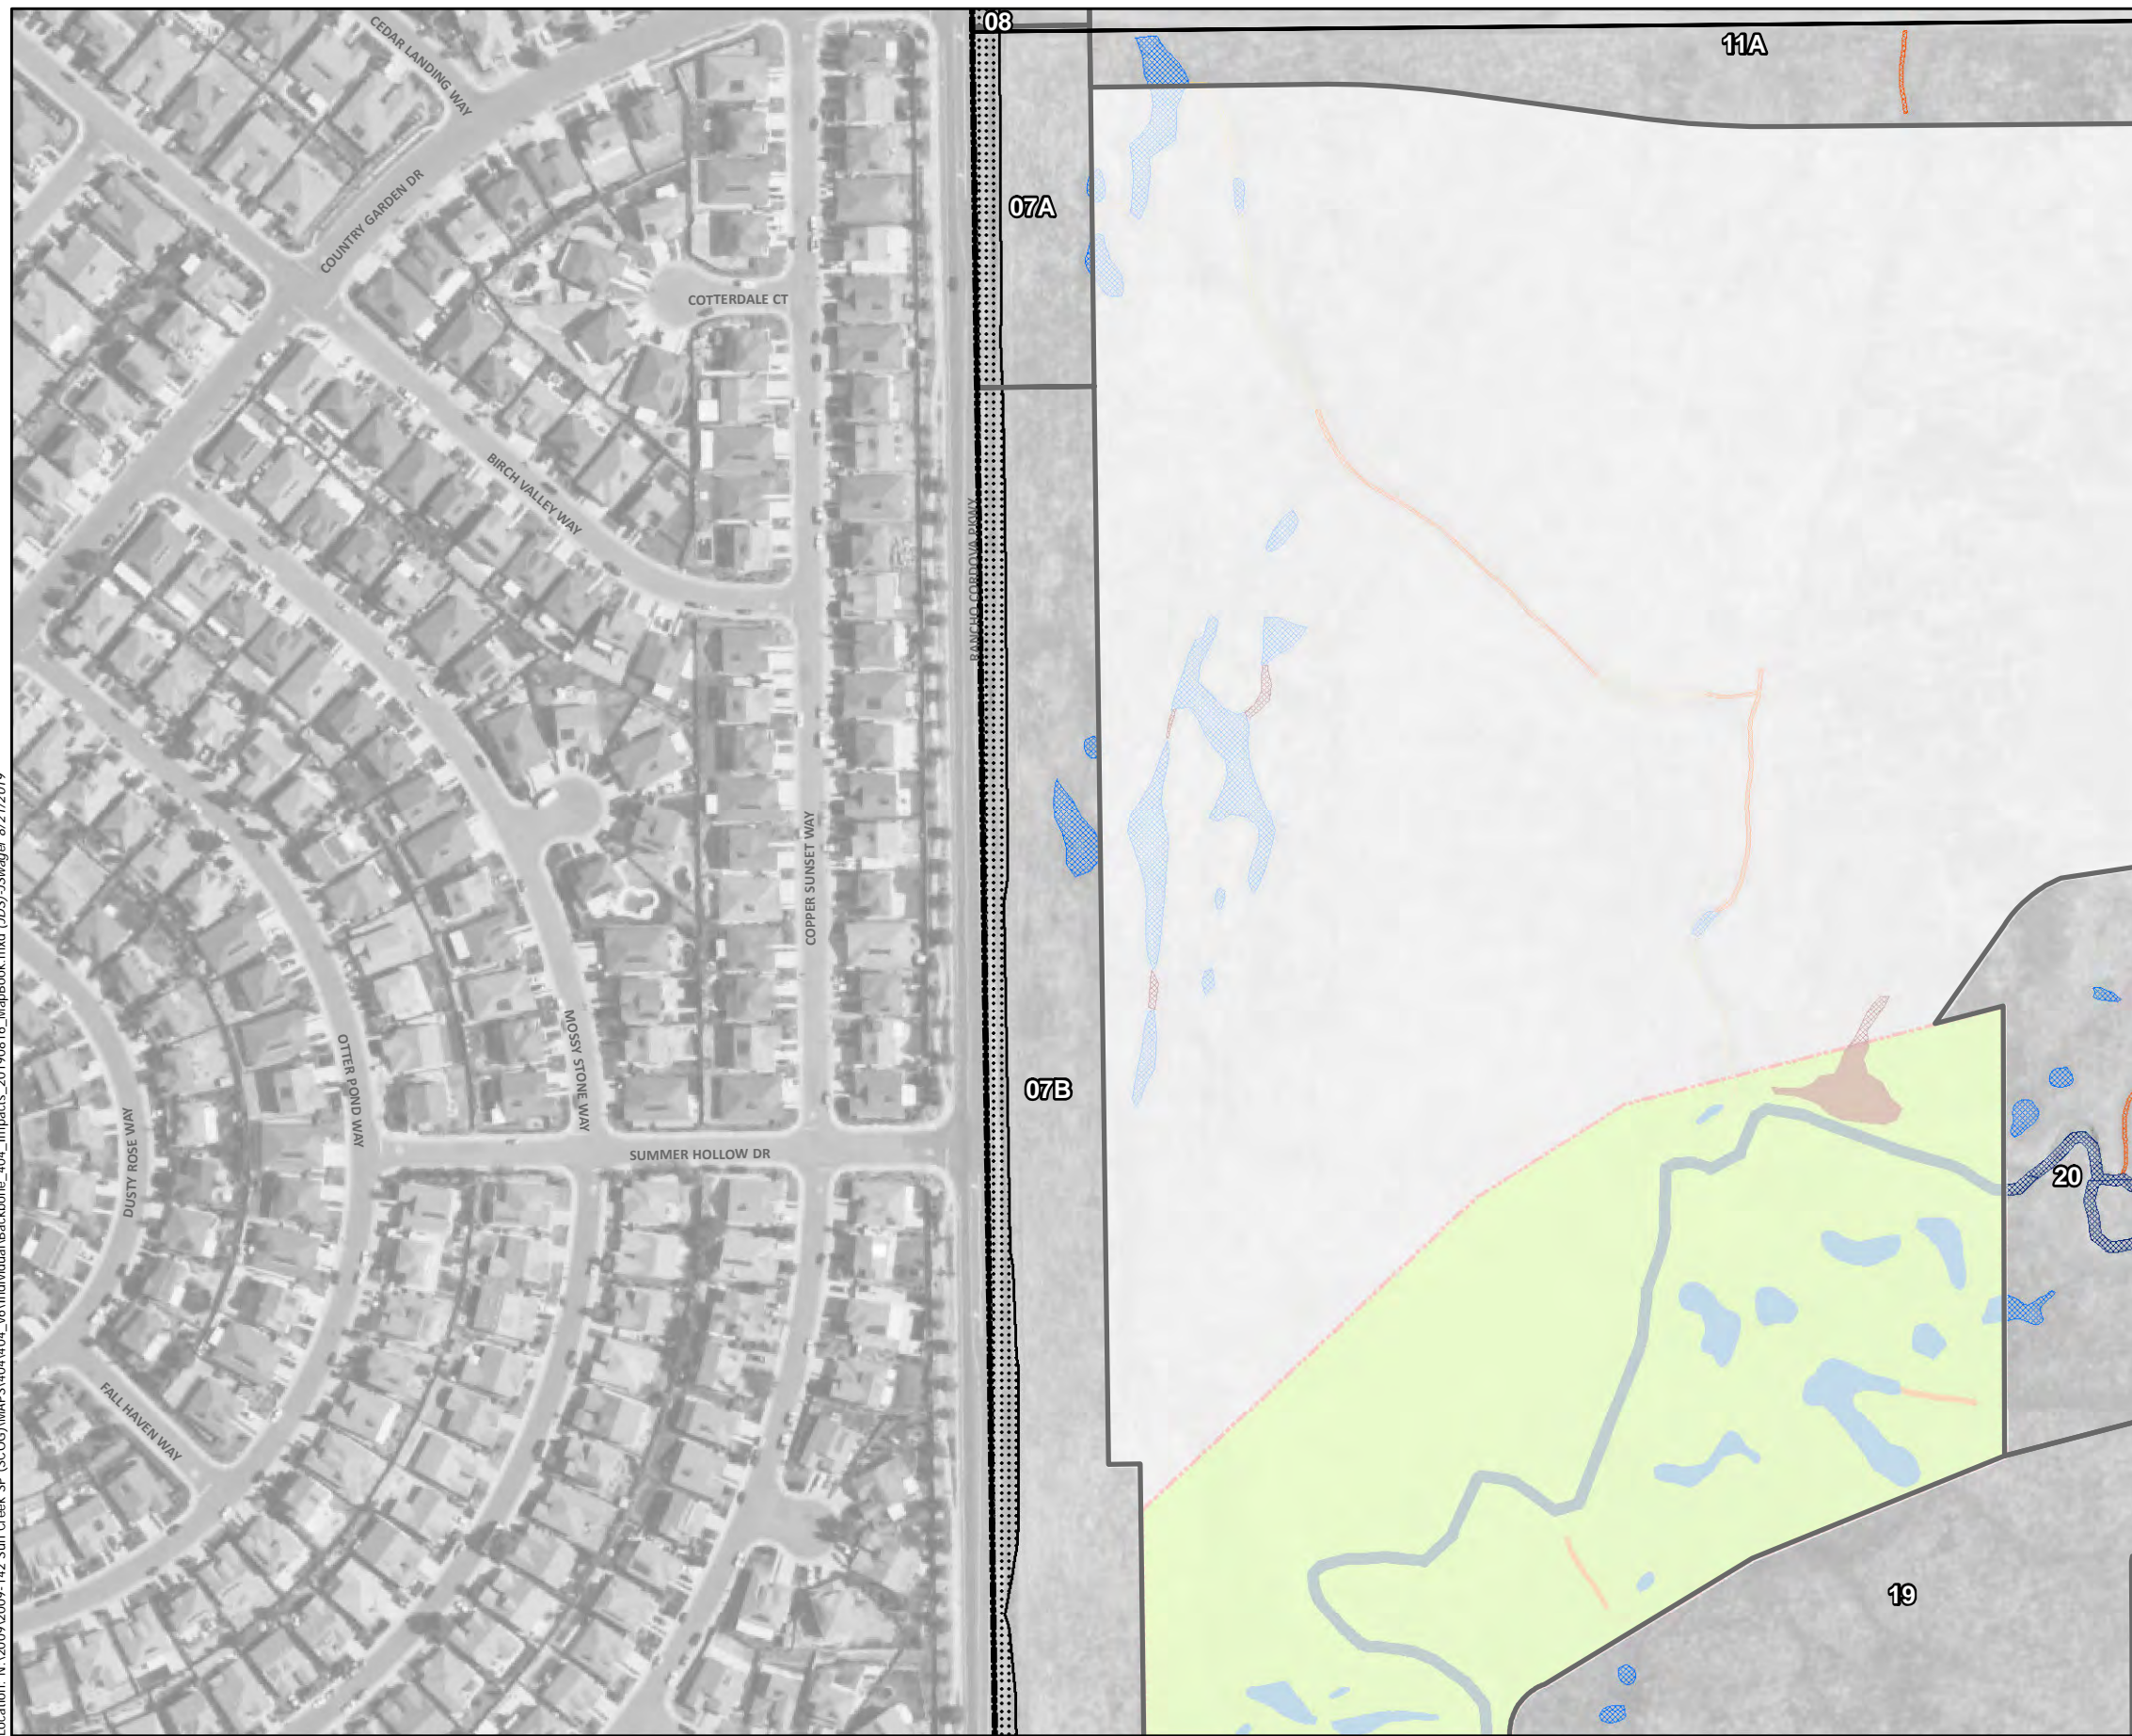 08
11A
CEDAR LANDING WAY
COUNTRY GARDEN DR
07A
COTTERDALE CT
BIRCH VALLEY WAY
RANCHO CORDOVA PKWY
COPPER SUNSET WAY
MOSSY STONE WAY
OTTER POND WAY
07B
DUSTY ROSE WAY
SUMMER HOLLOW DR
20
FALL HAVEN WAY
19